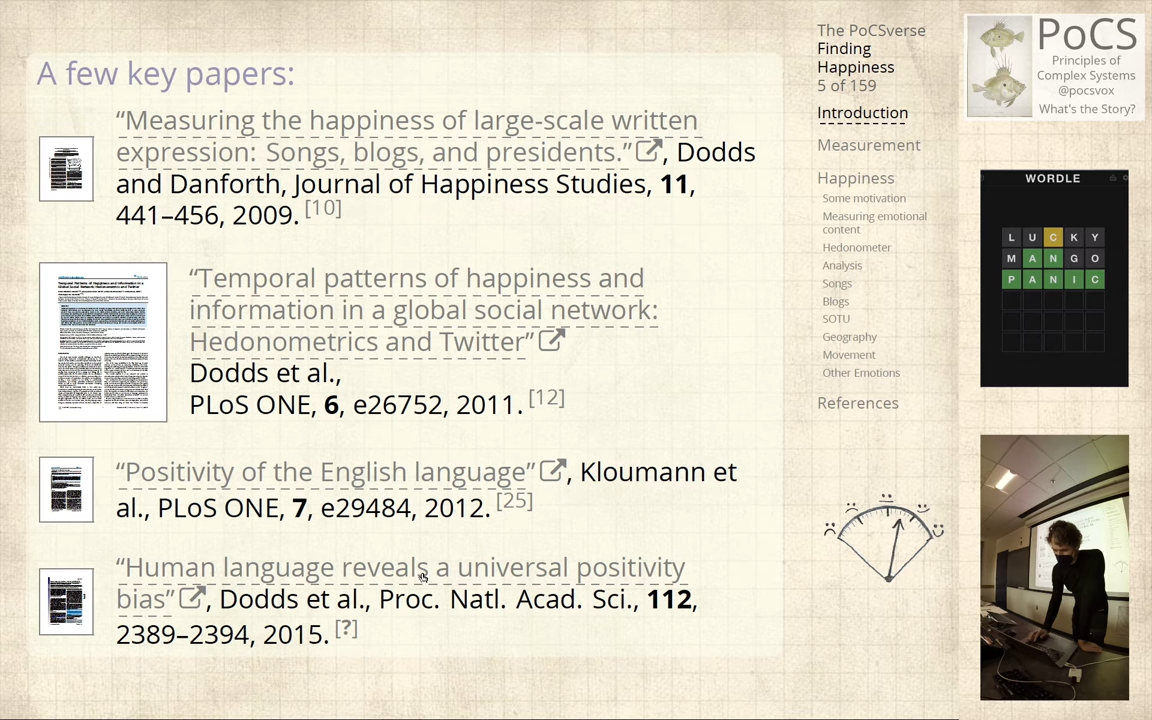 A few key papers:
“Measuring the happiness of large-scale written
expression: Songs, blogs, and presidents.” , Dodds
and Danforth, Journal of Happiness Studies, 11,
441–456, 2009. [10]
“Temporal patterns of happiness and
information in a global social network:
Hedonometrics and Twitter”
Dodds et al.,
PLoS ONE, 6, e26752, 2011. [12]
“Positivity of the English language” , Kloumann et
al., PLoS ONE, 7, e29484, 2012. [25]
“Human language reveals a universal positivity
bias” , Dodds et al., Proc. Natl. Acad. Sci., 112,
2389–2394, 2015. [?]
The PoCSverse
Finding
Happiness
5 of 159
Introduction
Measurement
Happiness
Some motivation
Measuring emotional
content
Hedonometer
Analysis
Songs
Blogs
SOTU
Geography
Movement
Other Emotions
References
PoCS
Principles of
Complex Systems
@pocsvox
What's the Story?
WORDLE
LUCKY
MANGO
PANIC